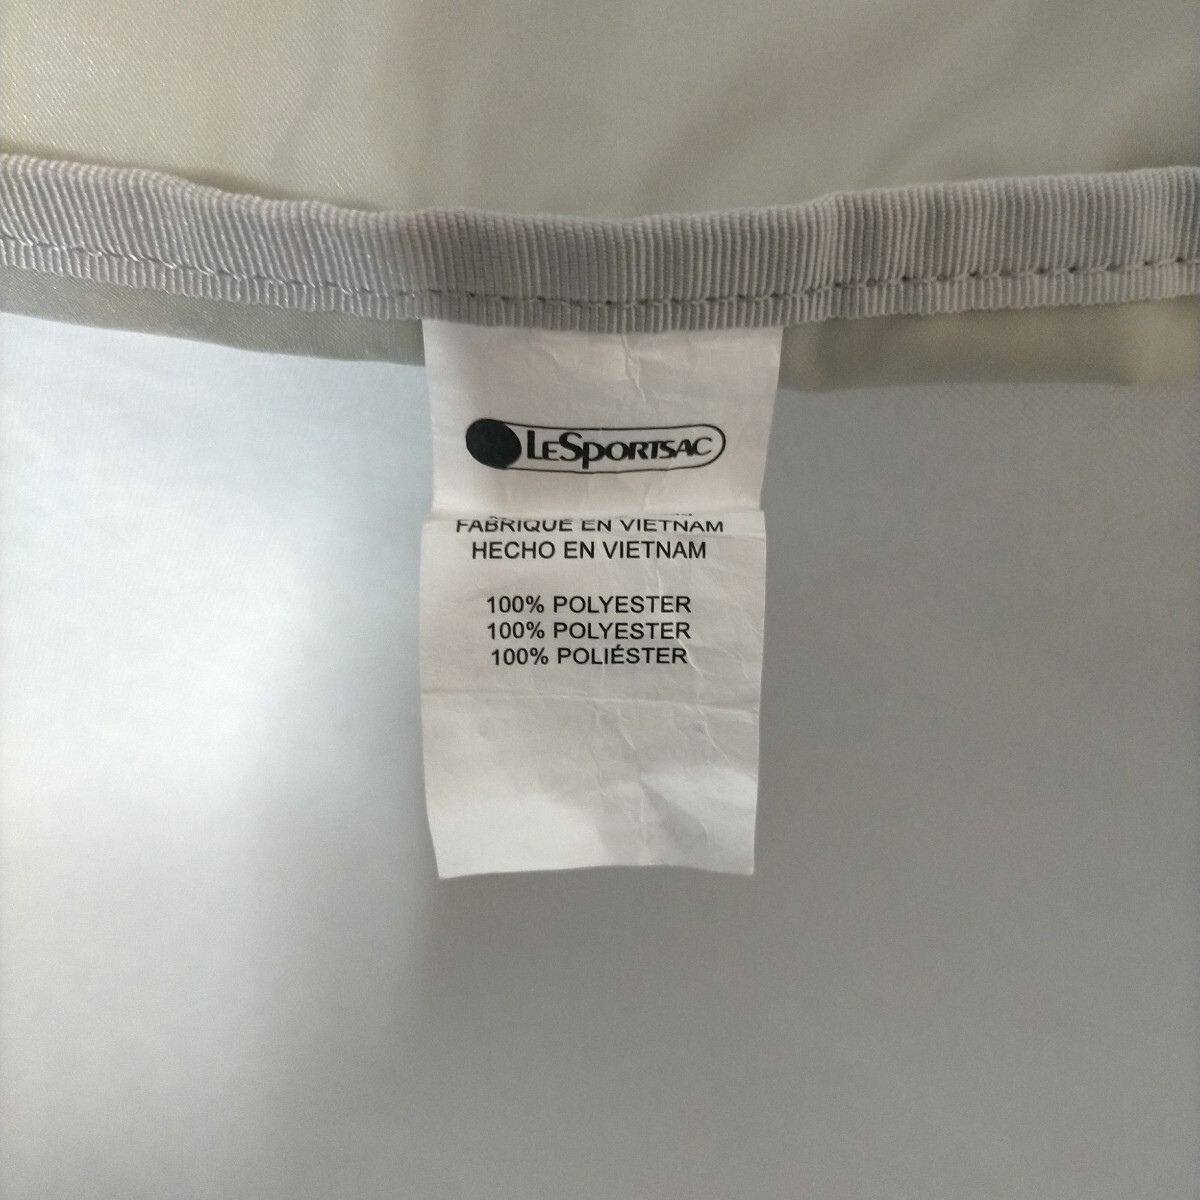 LESPORTSAC
FABRIQUE EN VIETNAM
HECHO EN VIETNAM
100% POLYESTER
100% POLYESTER
100% POLIÉSTER